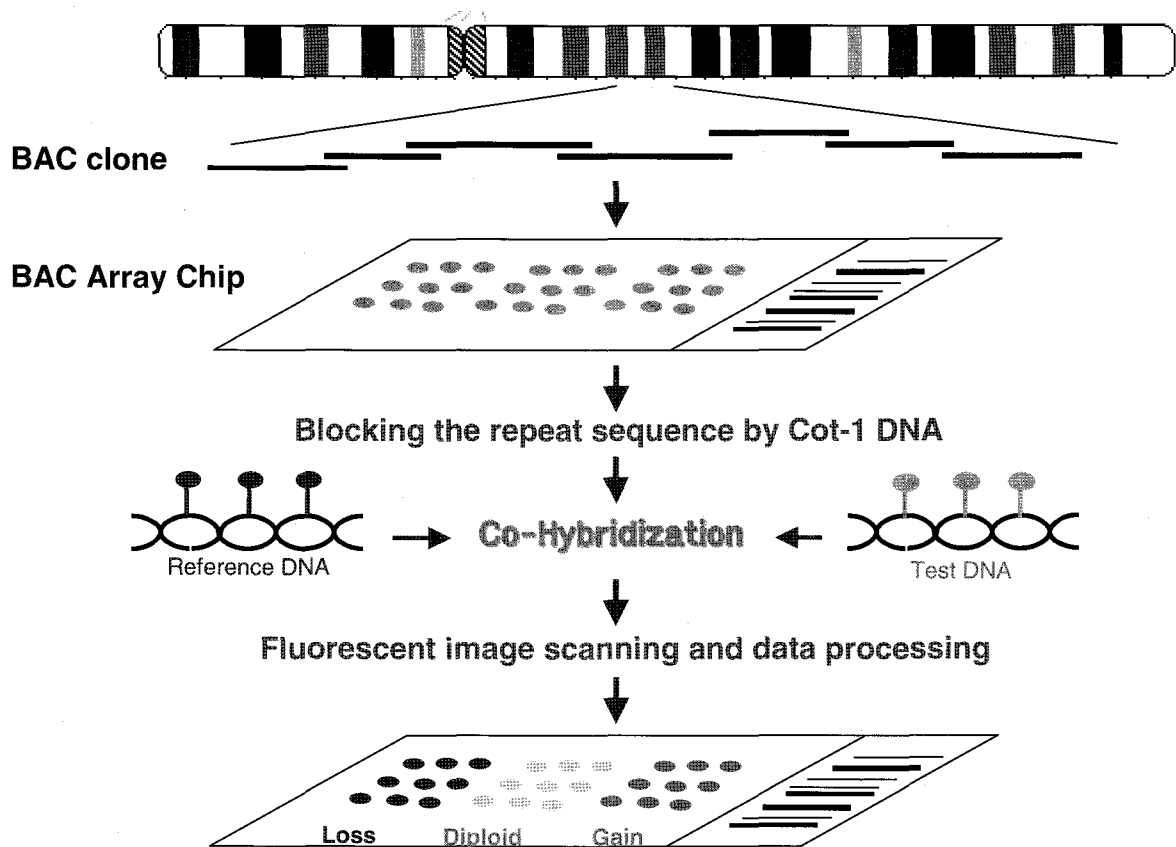 BAC clone
BAC Array Chip
Blocking the repeat sequence by Cot-1 DNA
Co-Hybridization
Reference DNA
Test DNA
Fluorescent image scanning and data processing
Loss Diploid Gain